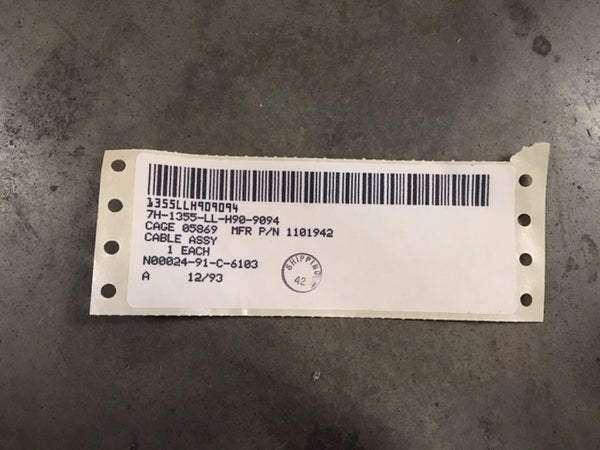 1355LLH909094
7H-1355-LL-H90-9094
CAGE 05869 MFR P/N 1101942
CABLE ASSY
1 EACH
N00024-91-C-6103
A 12/93
SHIPPING
42